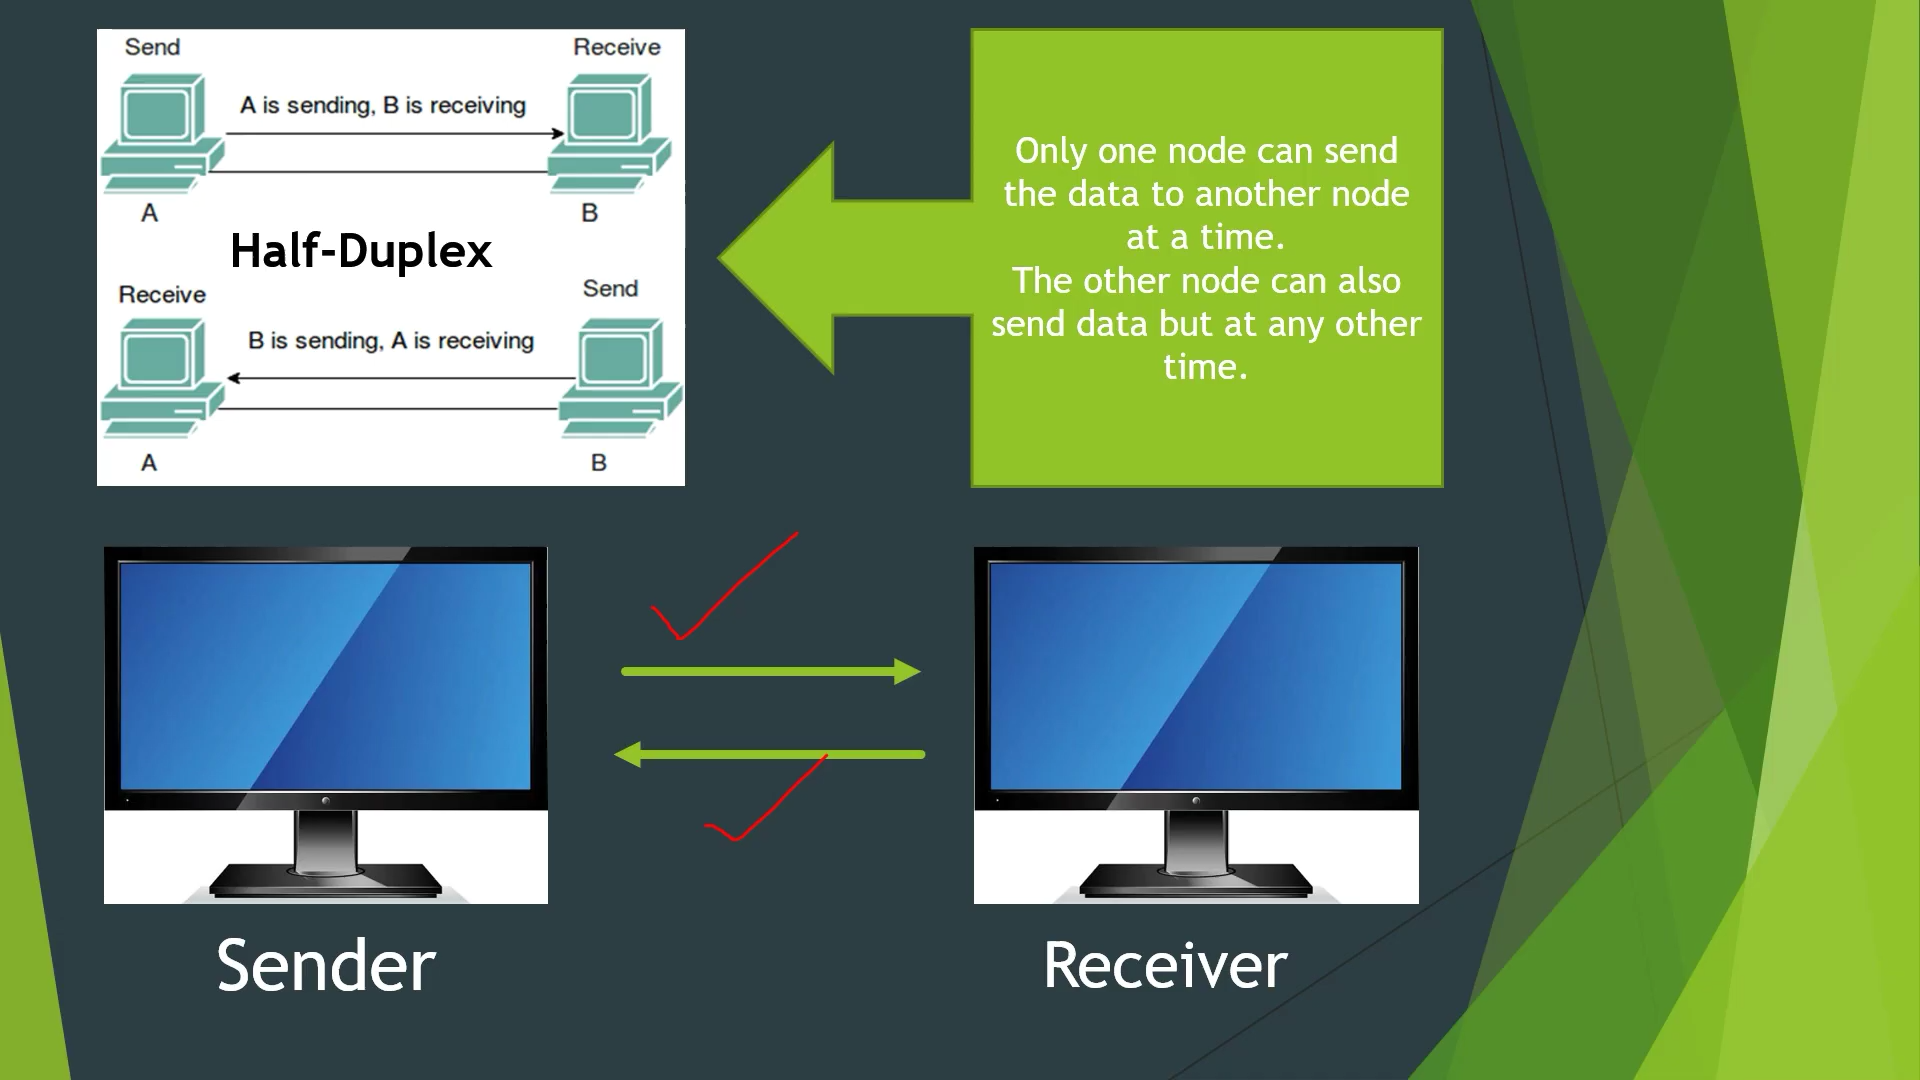 Send
Receive
A is sending, B is receiving
A
B
Half-Duplex
Receive
Send
B is sending, A is receiving
A
B
Only one node can send
the data to another node
at a time.
The other node can also
send data but at any other
time.
Sender
Receiver